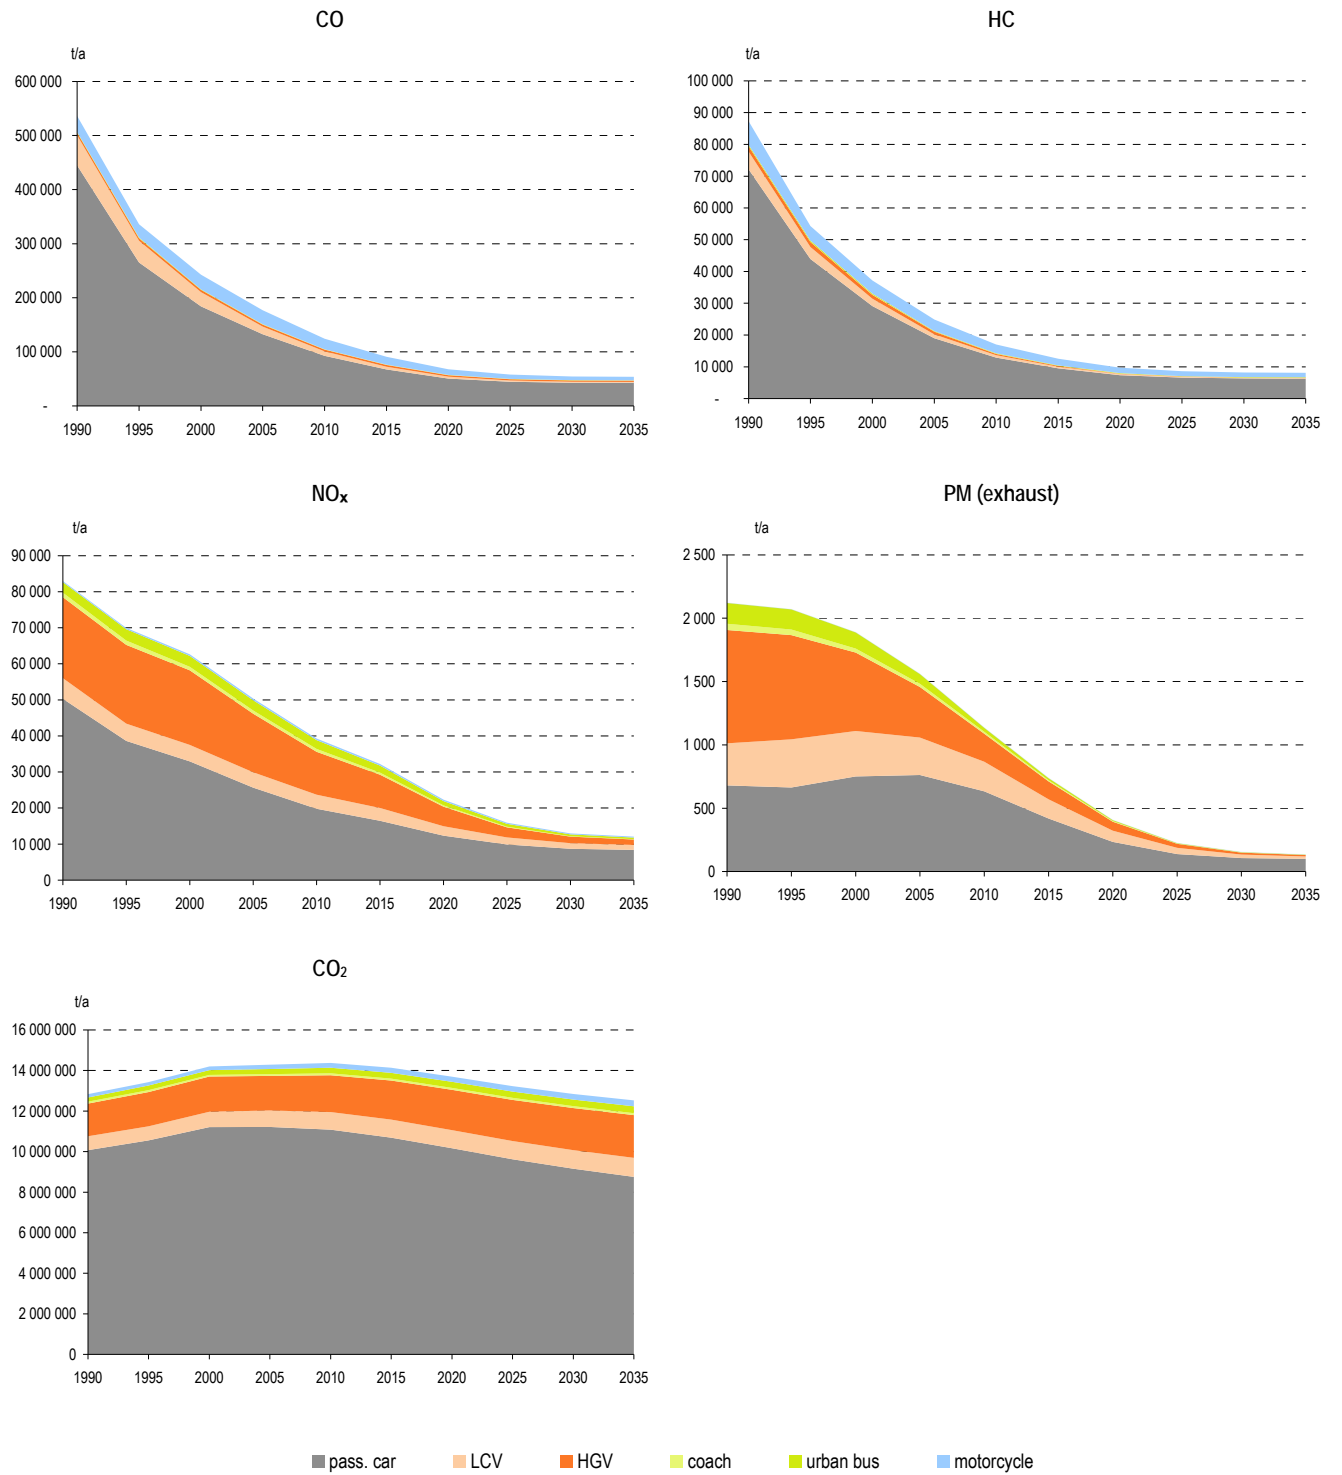 CO
t/a
600 000
500 000
400 000
300 000
200 000
100 000
-
1990 1995 2000 2005 2010 2015 2020 2025 2030 2035
HC
t/a
100 000
90 000
80 000
70 000
60 000
50 000
40 000
30 000
20 000
10 000
-
1990 1995 2000 2005 2010 2015 2020 2025 2030 2035
NOx
t/a
90 000
80 000
70 000
60 000
50 000
40 000
30 000
20 000
10 000
0
1990 1995 2000 2005 2010 2015 2020 2025 2030 2035
PM (exhaust)
t/a
2 500
2 000
1 500
1 000
500
0
1990 1995 2000 2005 2010 2015 2020 2025 2030 2035
CO2
t/a
16 000 000
14 000 000
12 000 000
10 000 000
8 000 000
6 000 000
4 000 000
2 000 000
0
1990 1995 2000 2005 2010 2015 2020 2025 2030 2035
pass. car LCV HGV coach urban bus motorcycle